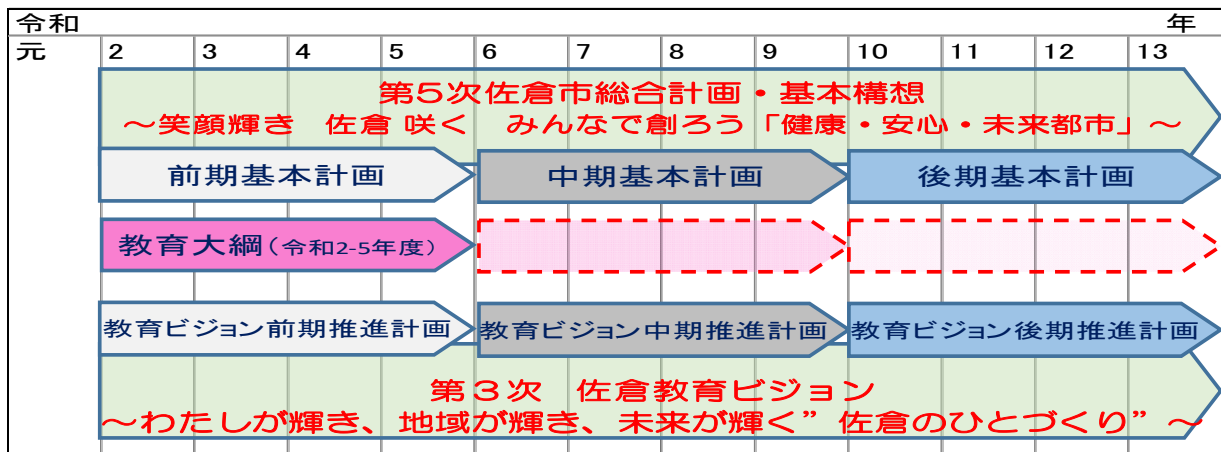 令和 年
元 2 3 4 5 6 7 8 9 10 11 12 13
第5次佐倉市総合計画・基本構想
～笑顔輝き 佐倉 咲く みんなで創ろう「健康・安心・未来都市」～
前期基本計画 中期基本計画 後期基本計画
教育大綱（令和2-5年度）
教育ビジョン前期推進計画 教育ビジョン中期推進計画 教育ビジョン後期推進計画
第３次 佐倉教育ビジョン
～わたしが輝き、地域が輝き、未来が輝く”佐倉のひとづくり”～